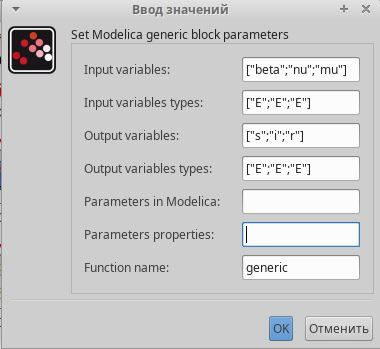 Ввод значений
Set Modelica generic block parameters
Input variables: ["beta";"nu";"mu"]
Input variables types: ["E";"E";"E"]
Output variables: ["s";"i";"r"]
Output variables types: ["E";"E";"E"]
Parameters in Modelica:
Parameters properties:
Function name: generic
OK Отменить